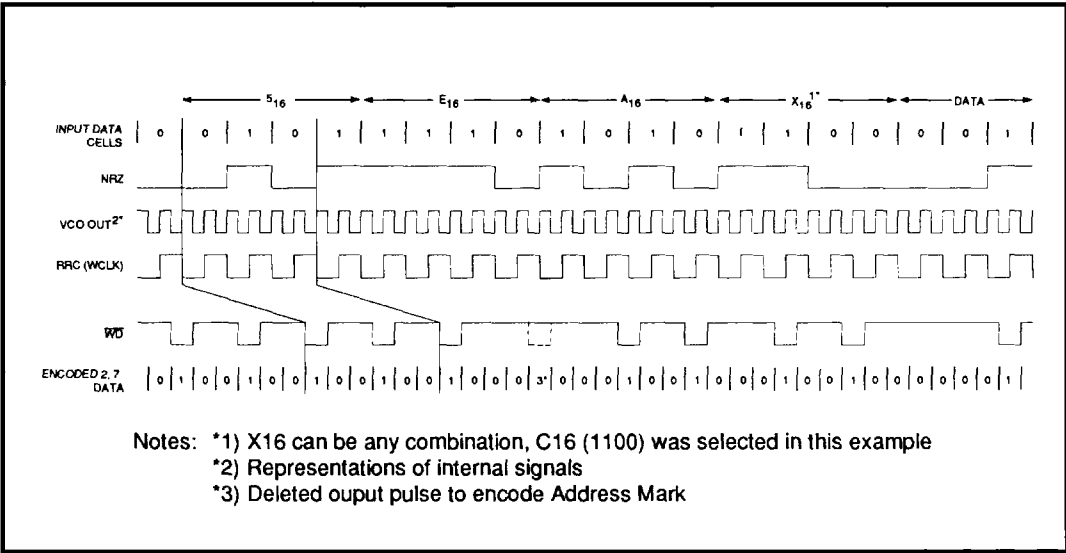 5₁₆ E₁₆ A₁₆ X₁₆¹* DATA
INPUT DATA CELLS 0 0 1 0 1 1 1 1 0 1 0 1 0 1 1 0 0 0 0 1
NRZ
VCO OUT²*
RRC (WCLK)
WD
ENCODED 2, 7 DATA 0 1 0 0 1 0 0 1 0 0 1 0 0 1 0 0 0 3* 0 0 0 1 0 0 1 0 0 0 1 0 0 1 0 0 0 0 0 0 1
Notes: *1) X16 can be any combination, C16 (1100) was selected in this example
*2) Representations of internal signals
*3) Deleted ouput pulse to encode Address Mark